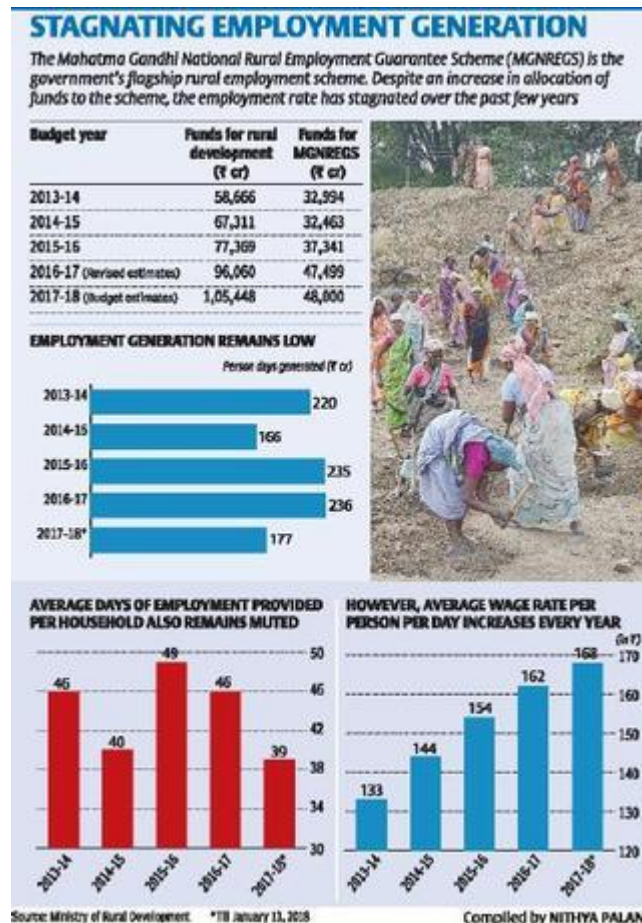 STAGNATING EMPLOYMENT GENERATION
The Mahatma Gandhi National Rural Employment Guarantee Scheme (MGNREGS) is the
government's flagship rural employment scheme. Despite an increase in allocation of
funds to the scheme, the employment rate has stagnated over the past few years
Budget year Funds for rural Funds for
development MGNREGS
(₹ cr) (₹ cr)
2013-14 58,666 32,994
2014-15 67,311 32,463
2015-16 77,369 37,341
2016-17 (Revised estimates) 96,060 47,499
2017-18 (Budget estimates) 1,05,448 48,000
EMPLOYMENT GENERATION REMAINS LOW
Person days generated (₹ cr)
2013-14 220
2014-15 166
2015-16 235
2016-17 236
2017-18* 177
AVERAGE DAYS OF EMPLOYMENT PROVIDED
PER HOUSEHOLD ALSO REMAINS MUTED
50
46
42
38
34
30
46
40
49
46
39
2013-14 2014-15 2015-16 2016-17 2017-18*
HOWEVER, AVERAGE WAGE RATE PER
PERSON PER DAY INCREASES EVERY YEAR
(in ₹)
170
160
150
140
130
120
133
144
154
162
168
2013-14 2014-15 2015-16 2016-17 2017-18*
Source: Ministry of Rural Development *Till January 13, 2018 Compiled by NITHYA PALAN